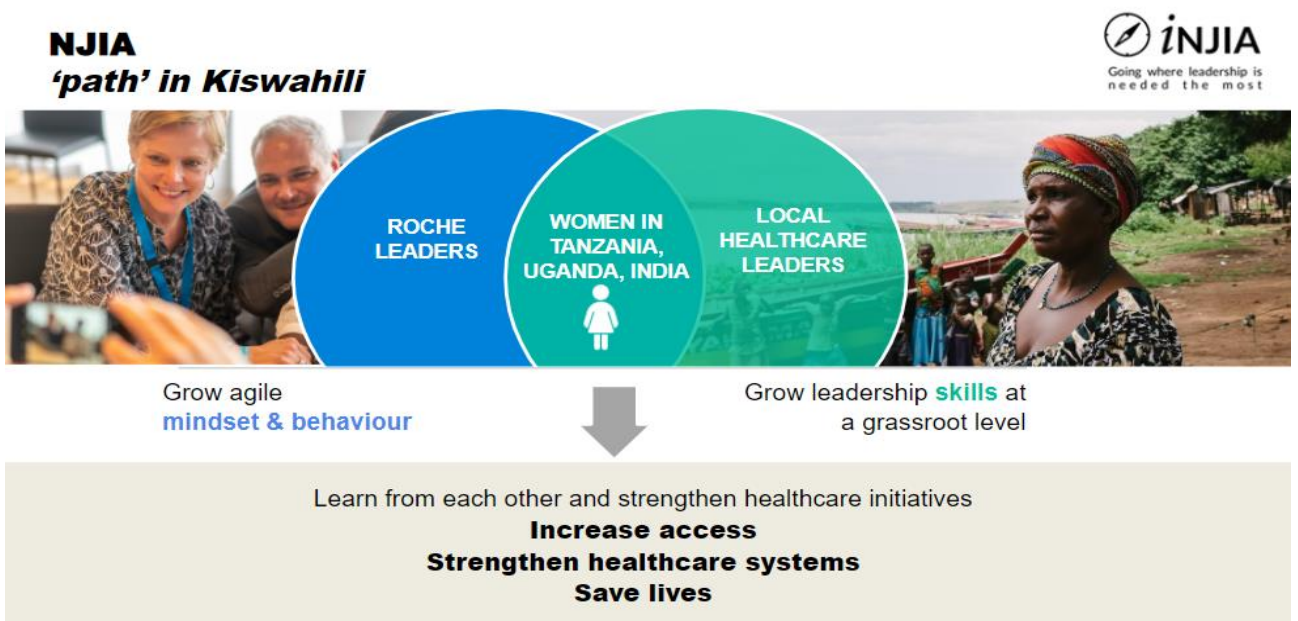 NJIA
'path' in Kiswahili
iNJIA
Going where leadership is
needed the most
ROCHE
LEADERS
WOMEN IN
TANZANIA,
UGANDA, INDIA
LOCAL
HEALTHCARE
LEADERS
Grow agile
mindset & behaviour
Grow leadership skills at
a grassroot level
Learn from each other and strengthen healthcare initiatives
Increase access
Strengthen healthcare systems
Save lives